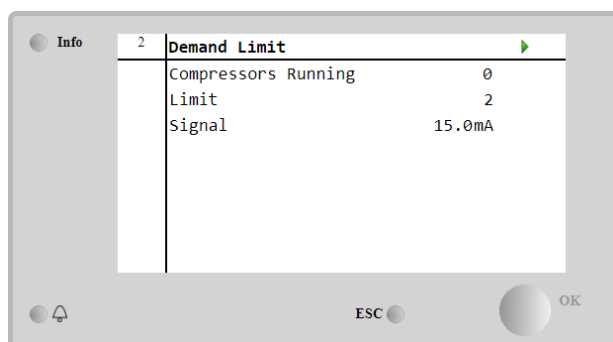 Info
2 Demand Limit
Compressors Running 0
Limit 2
Signal 15.0mA
ESC
OK